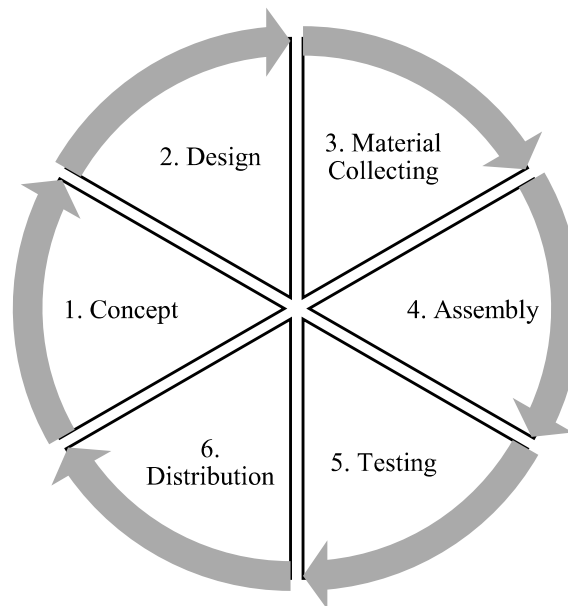 1. Concept
2. Design
3. Material
Collecting
4. Assembly
5. Testing
6.
Distribution